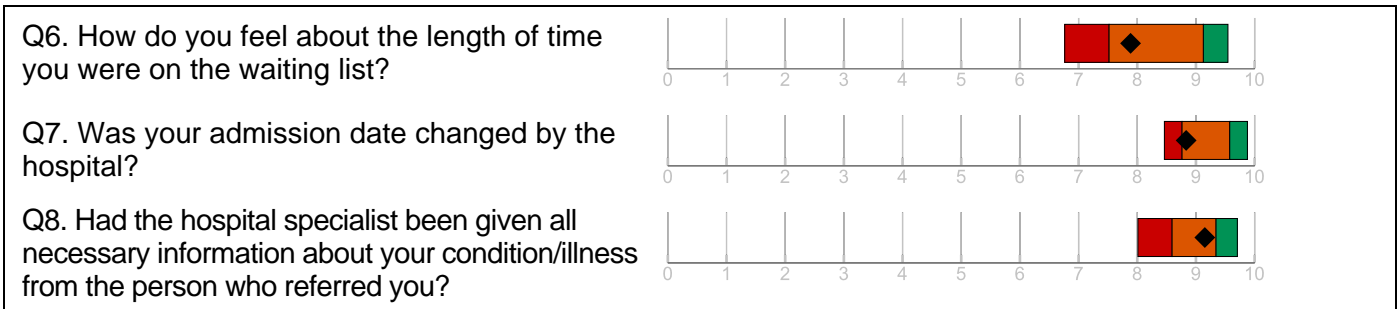 Q6. How do you feel about the length of time
you were on the waiting list?
0 1 2 3 4 5 6 7 8 9 10
Q7. Was your admission date changed by the
hospital?
0 1 2 3 4 5 6 7 8 9 10
Q8. Had the hospital specialist been given all
necessary information about your condition/illness
from the person who referred you?
0 1 2 3 4 5 6 7 8 9 10